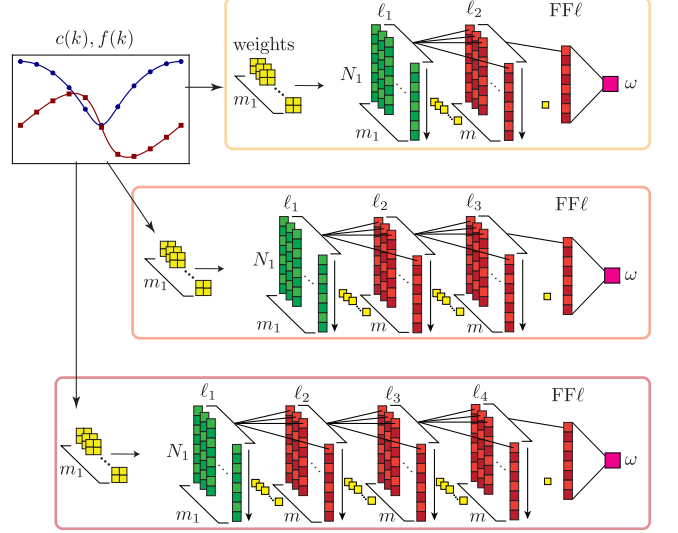 c(k), f(k)
weights
m₁
ℓ₁
ℓ₂
FFℓ
N₁
m₁
m
ω
m₁
ℓ₁
ℓ₂
ℓ₃
FFℓ
N₁
m₁
m
m
ω
m₁
ℓ₁
ℓ₂
ℓ₃
ℓ₄
FFℓ
N₁
m₁
m
m
m
ω